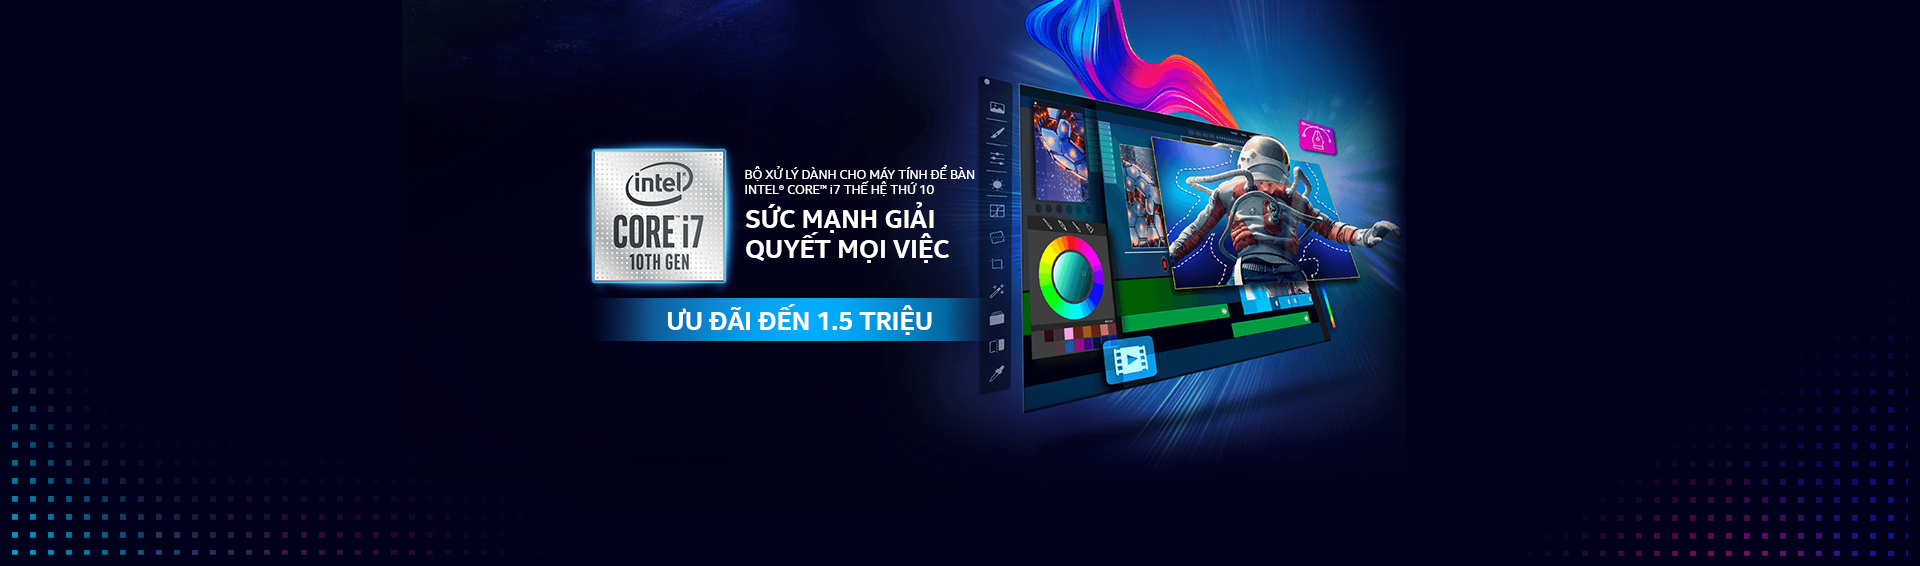 intel®
CORE™ i7
10TH GEN
BỘ XỬ LÝ DÀNH CHO MÁY TÍNH ĐỂ BÀN
INTEL® CORE™ i7 THẾ HỆ THỨ 10
SỨC MẠNH GIẢI
QUYẾT MỌI VIỆC
ƯU ĐÃI ĐẾN 1.5 TRIỆU